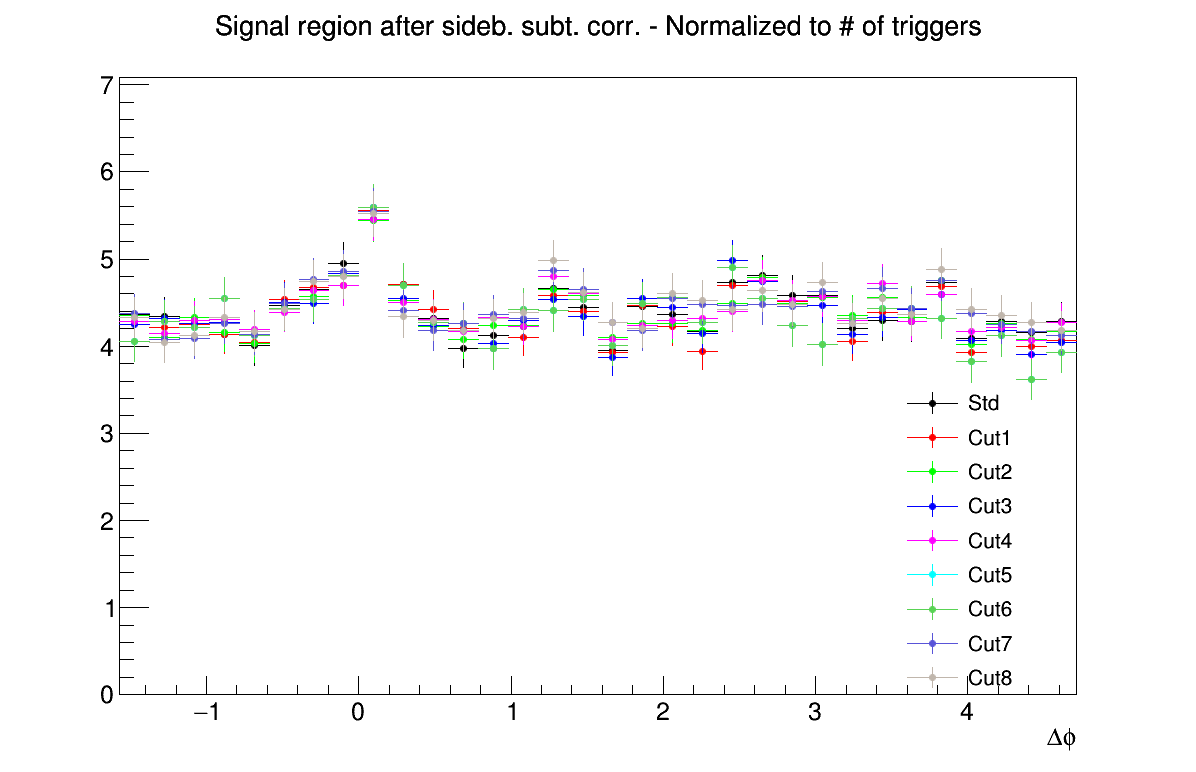 Signal region after sideb. subt. corr. - Normalized to # of triggers
7
6
5
4
3
2
1
0
Std
Cut1
Cut2
Cut3
Cut4
Cut5
Cut6
Cut7
Cut8
−1 0 1 2 3 4
Δϕ